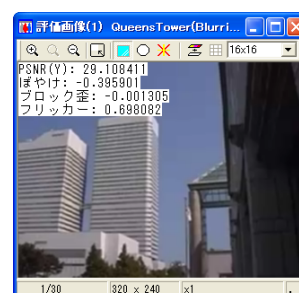 評価画像(1) QueensTower(Blurri...
16x16
PSNR(Y): 29.108411
ぼやけ: -0.395901
ブロック歪: -0.001305
フリッカー: 0.698082
1/30 320 x 240 x1